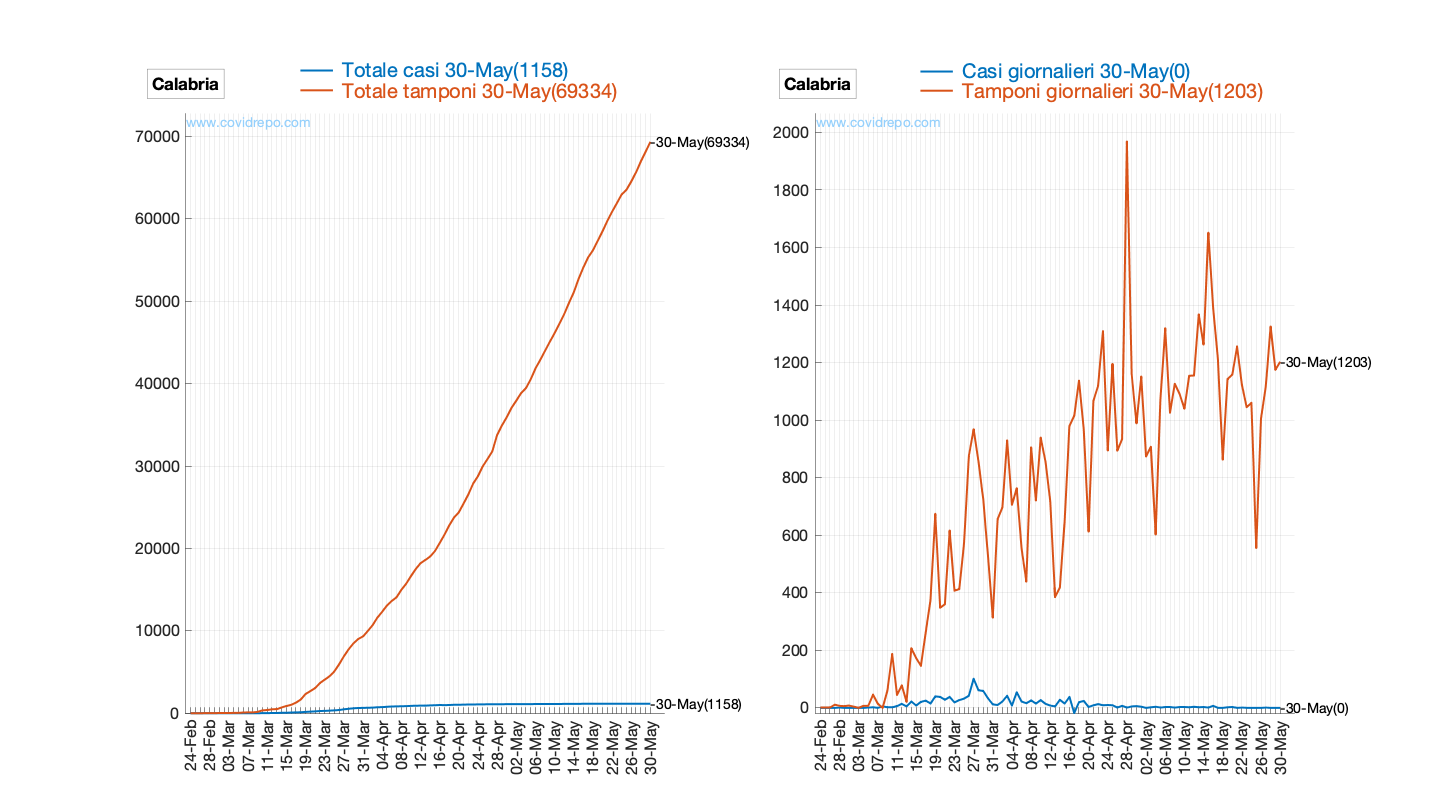 Calabria
Totale casi 30-May(1158)
Totale tamponi 30-May(69334)
www.covidrepo.com
70000
60000
50000
40000
30000
20000
10000
0
30-May(69334)
30-May(1158)
24-Feb
28-Feb
03-Mar
07-Mar
11-Mar
15-Mar
19-Mar
23-Mar
27-Mar
31-Mar
04-Apr
08-Apr
12-Apr
16-Apr
20-Apr
24-Apr
28-Apr
02-May
06-May
10-May
14-May
18-May
22-May
26-May
30-May
Calabria
Casi giornalieri 30-May(0)
Tamponi giornalieri 30-May(1203)
www.covidrepo.com
2000
1800
1600
1400
1200
1000
800
600
400
200
0
30-May(1203)
30-May(0)
24-Feb
28-Feb
03-Mar
07-Mar
11-Mar
15-Mar
19-Mar
23-Mar
27-Mar
31-Mar
04-Apr
08-Apr
12-Apr
16-Apr
20-Apr
24-Apr
28-Apr
02-May
06-May
10-May
14-May
18-May
22-May
26-May
30-May